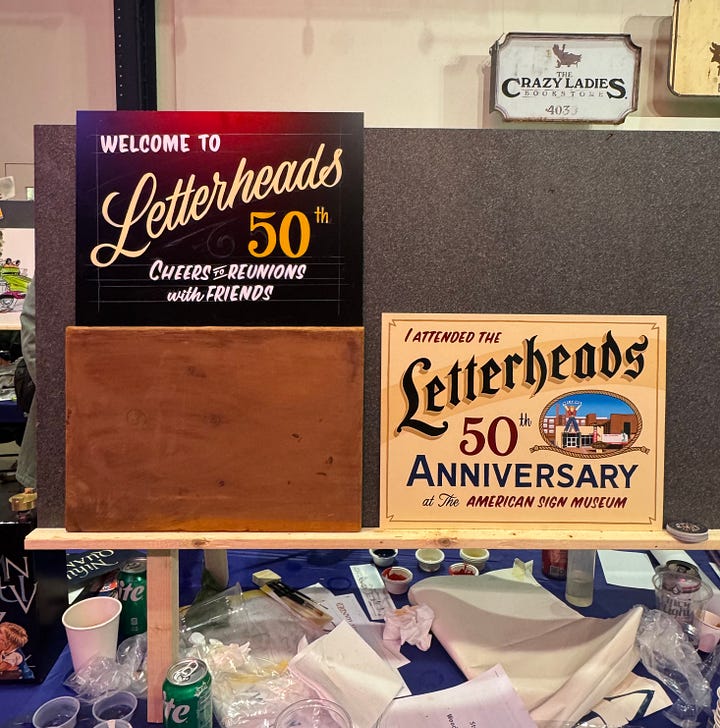 THE
CRAZY LADIES
BOOKSTORE
4033
WELCOME TO
Letterheads
50th
CHEERS TO REUNIONS
with FRIENDS
I ATTENDED THE
Letterheads
50th
ANNIVERSARY
at The AMERICAN SIGN MUSEUM